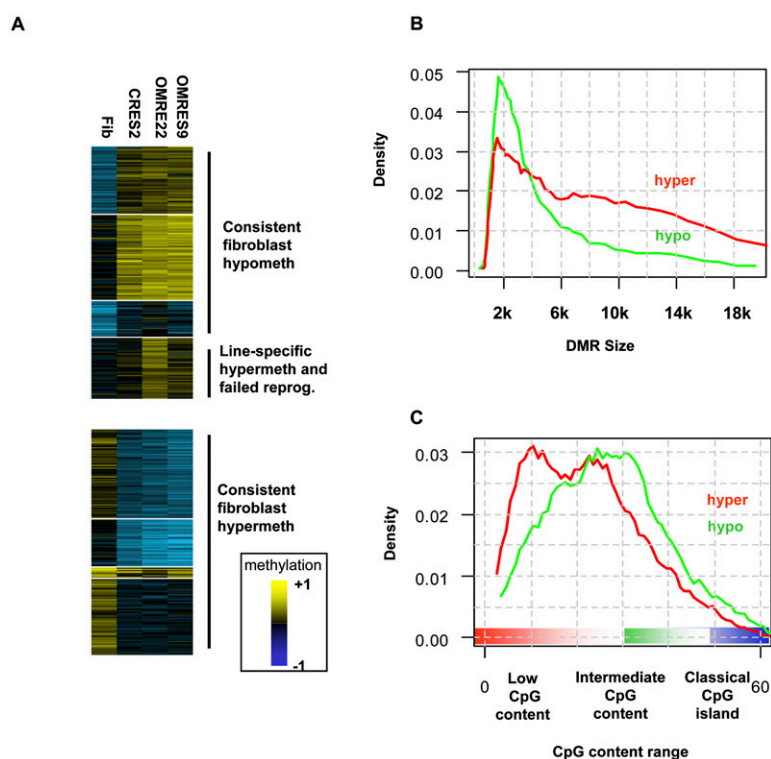 A
Fib
CRES2
OMRE22
OMRES9
Consistent
fibroblast
hypometh
Line-specific
hypermeth and
failed reprog.
Consistent
fibroblast
hypermeth
methylation
+1
-1
B
Density
0.05
0.04
0.03
0.02
0.01
0.00
hyper
hypo
2k 6k 10k 14k 18k
DMR Size
C
Density
0.03
0.02
0.01
0.00
hyper
hypo
0 60
Low
CpG
content
Intermediate
CpG
content
Classical
CpG
island
CpG content range